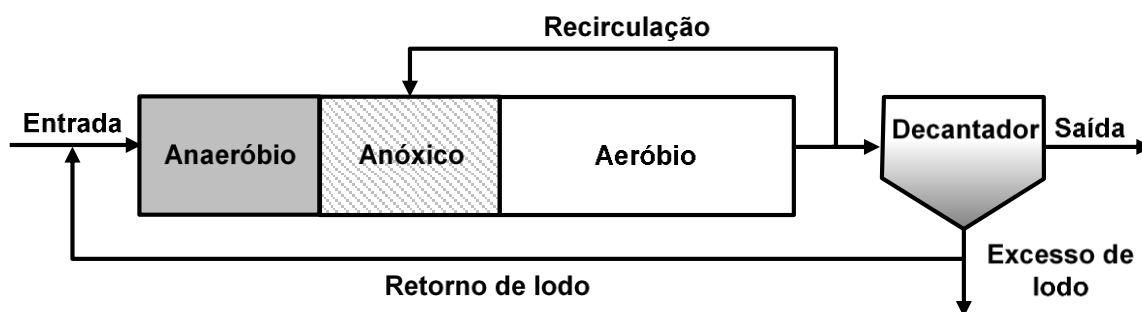 Recirculação
Entrada
Anaeróbio
Anóxico
Aeróbio
Decantador
Saída
Retorno de lodo
Excesso de
lodo